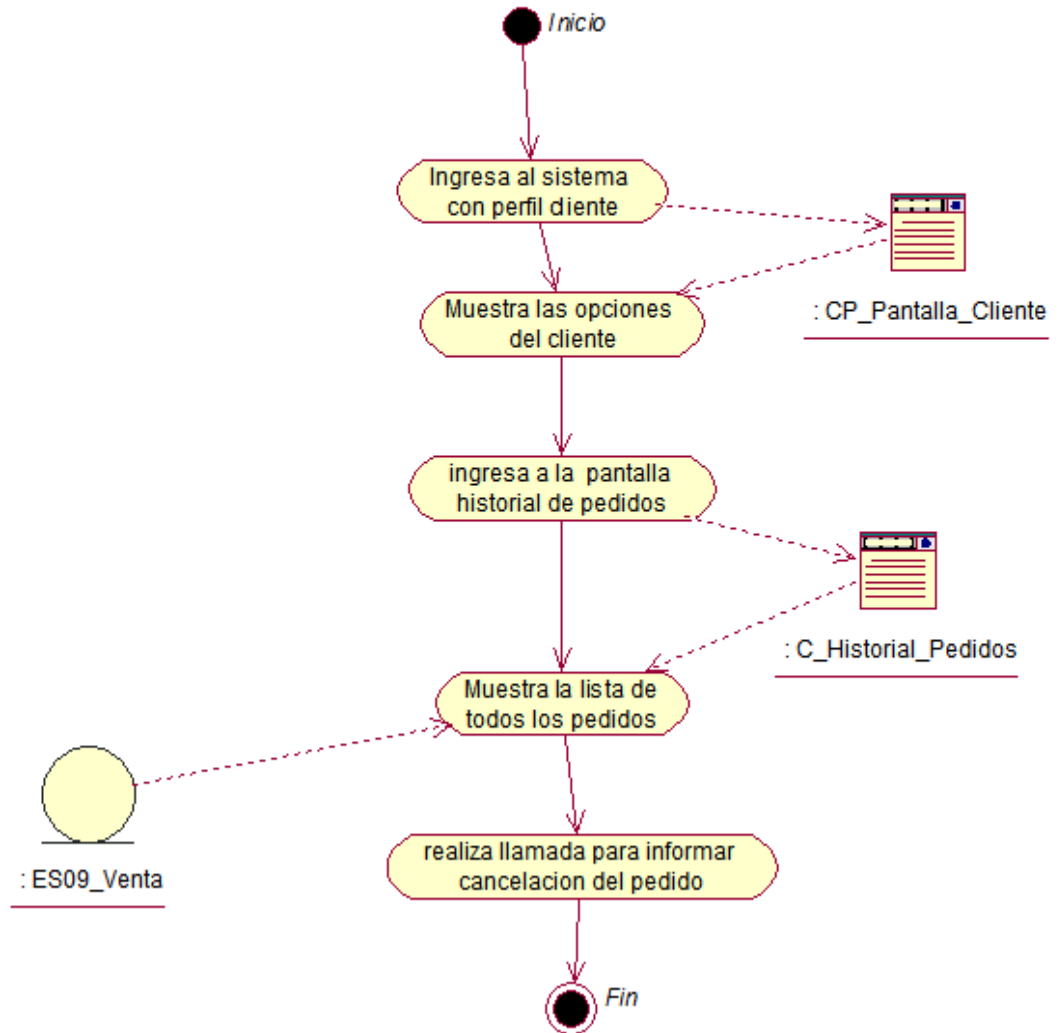 Inicio
Ingresa al sistema
con perfil cliente
: CP_Pantalla_Cliente
Muestra las opciones
del cliente
ingresa a la pantalla
historial de pedidos
: C_Historial_Pedidos
Muestra la lista de
todos los pedidos
: ES09_Venta
realiza llamada para informar
cancelacion del pedido
Fin